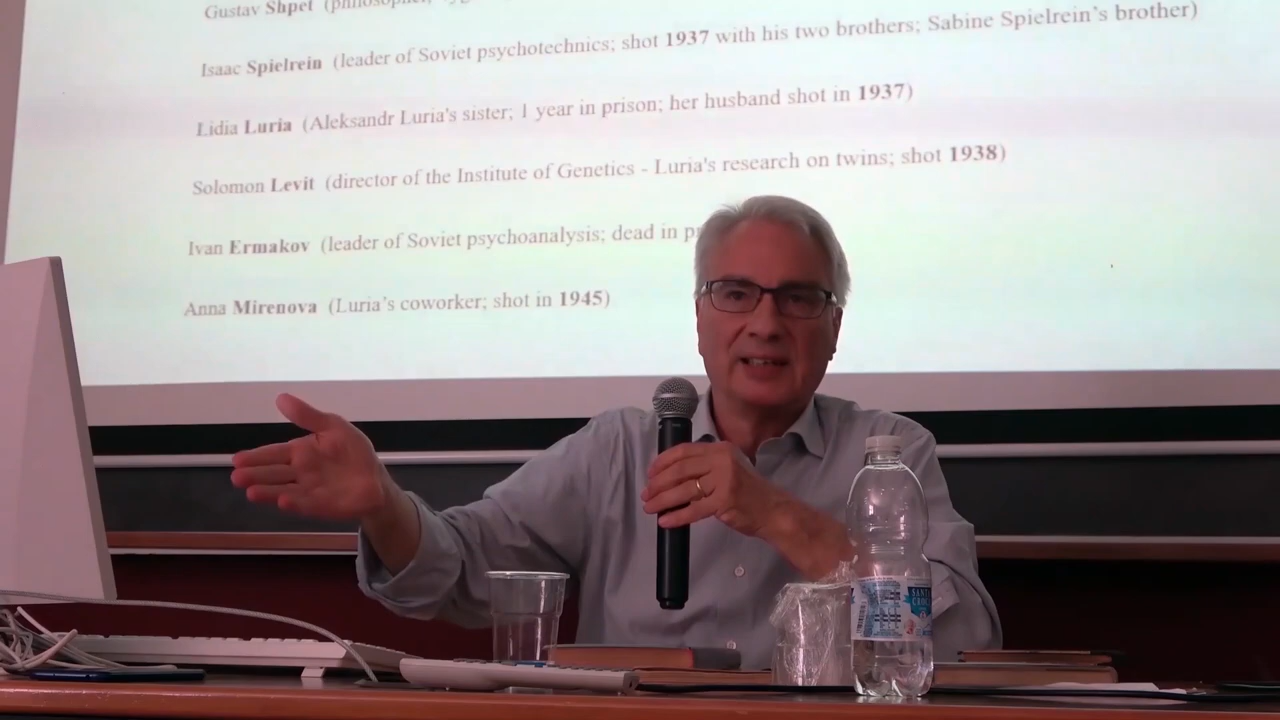 Gustav Shpet (philosopher,
Isaac Spielrein (leader of Soviet psychotechnics; shot 1937 with his two brothers; Sabine Spielrein's brother)
Lidia Luria (Aleksandr Luria's sister; 1 year in prison; her husband shot in 1937)
Solomon Levit (director of the Institute of Genetics - Luria's research on twins; shot 1938)
Ivan Ermakov (leader of Soviet psychoanalysis; dead in pr
Anna Mirenova (Luria's coworker; shot in 1945)